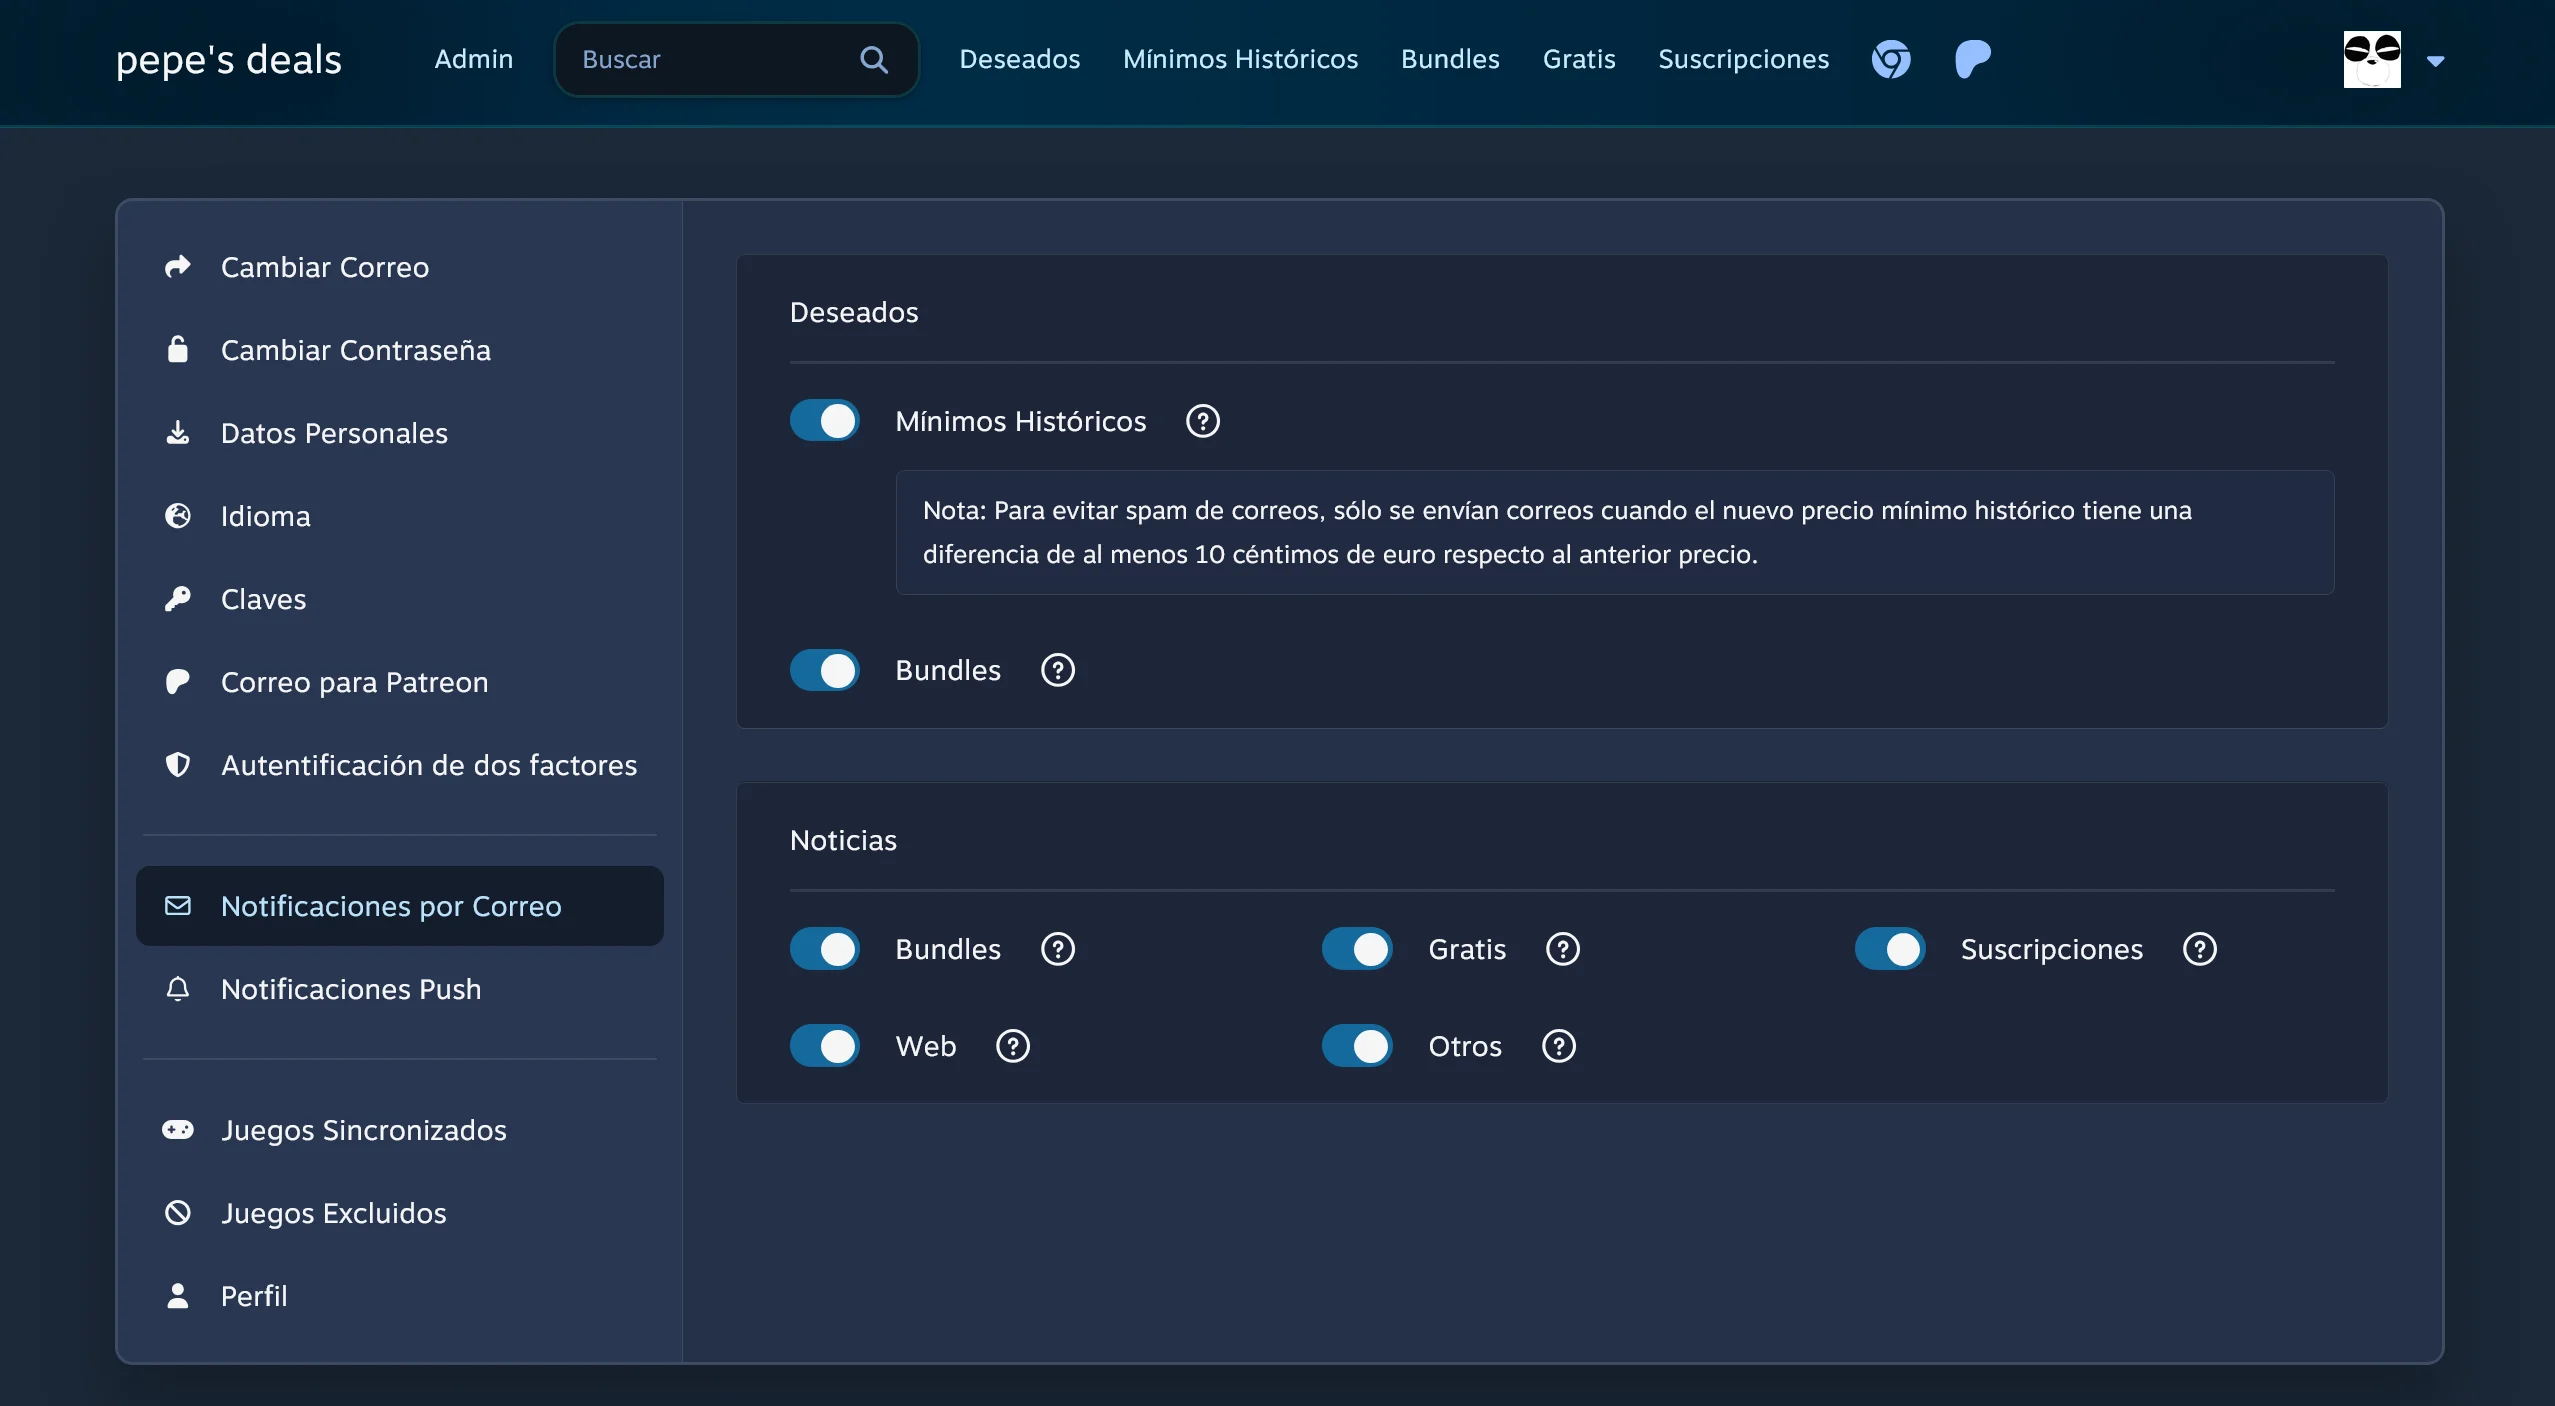 pepe's deals
Admin
Buscar
Deseados
Mínimos Históricos
Bundles
Gratis
Suscripciones
Cambiar Correo
Cambiar Contraseña
Datos Personales
Idioma
Claves
Correo para Patreon
Autentificación de dos factores
Notificaciones por Correo
Notificaciones Push
Juegos Sincronizados
Juegos Excluidos
Perfil
Deseados
Mínimos Históricos
Nota: Para evitar spam de correos, sólo se envían correos cuando el nuevo precio mínimo histórico tiene una
diferencia de al menos 10 céntimos de euro respecto al anterior precio.
Bundles
Noticias
Bundles
Gratis
Suscripciones
Web
Otros